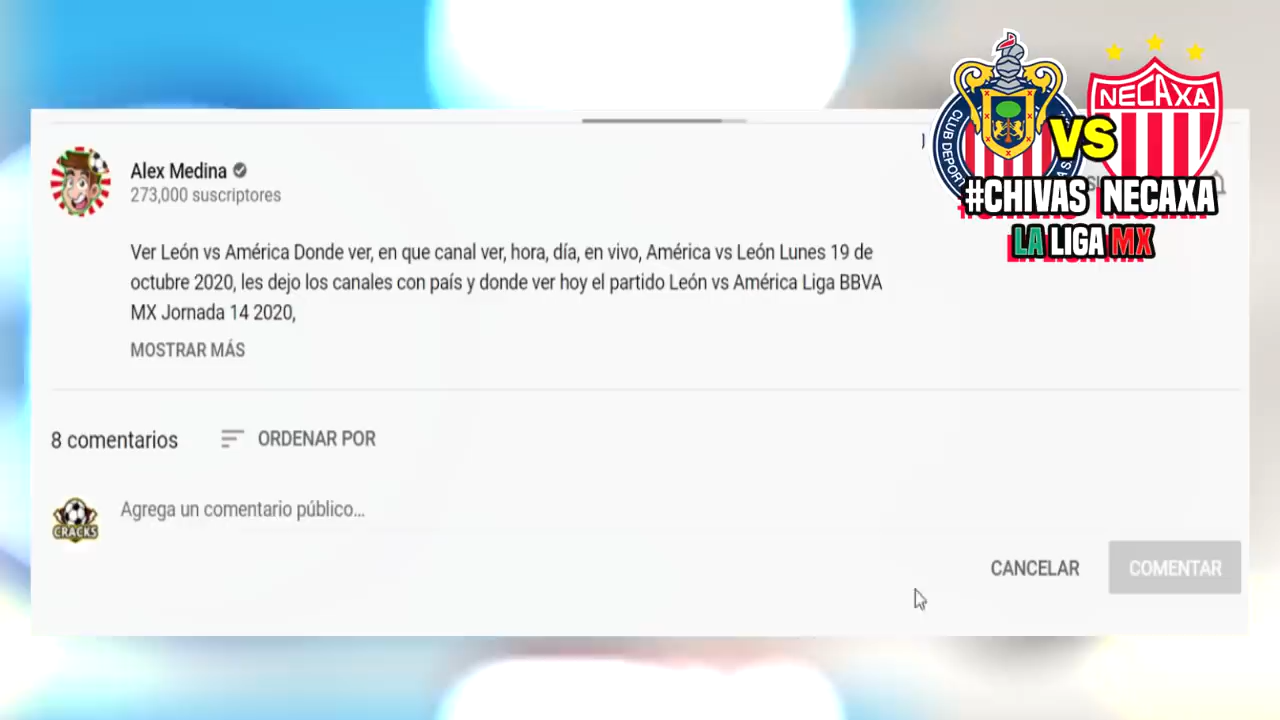 NECAXA
CLUB DEPOR
VS
#CHIVAS NECAXA
LA LIGA MX
Alex Medina
273,000 suscriptores
Ver León vs América Donde ver, en que canal ver, hora, día, en vivo, América vs León Lunes 19 de
octubre 2020, les dejo los canales con país y donde ver hoy el partido León vs América Liga BBVA
MX Jornada 14 2020,
MOSTRAR MÁS
8 comentarios
ORDENAR POR
Agrega un comentario público...
CRACKS
CANCELAR
COMENTAR